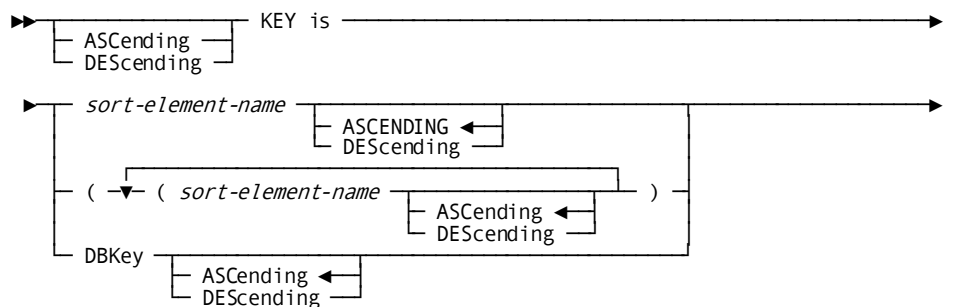 KEY is
ASCending
DEScending
sort-element-name
ASCENDING
DEScending
( ( sort-element-name )
ASCending
DEScending
DBKey
ASCending
DEScending